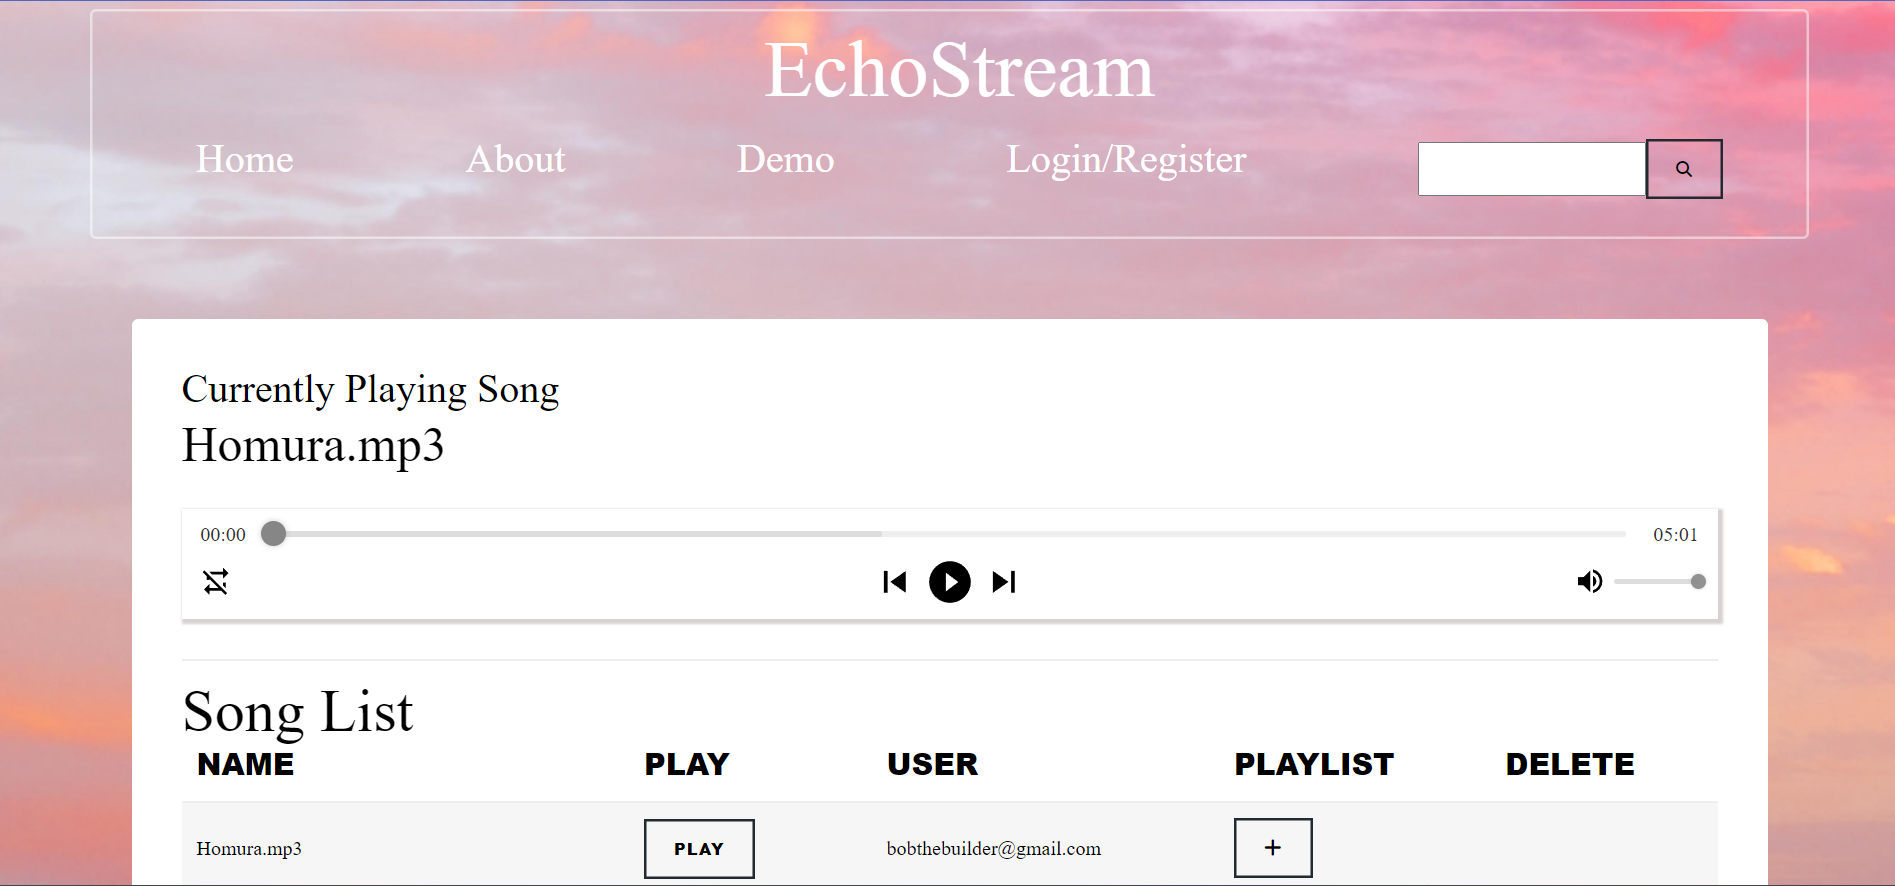 EchoStream
Home About Demo Login/Register
Currently Playing Song
Homura.mp3
00:00 05:01
Song List
NAME PLAY USER PLAYLIST DELETE
Homura.mp3 PLAY bobthebuilder@gmail.com +